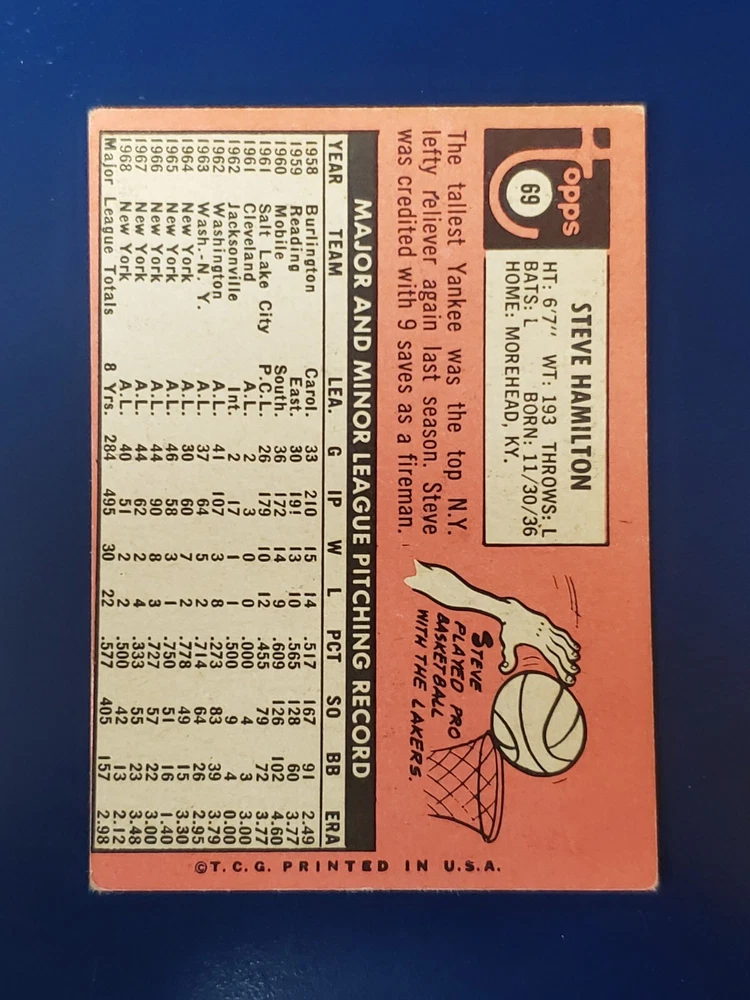 Topps
69
STEVE HAMILTON
HT: 6'7" WT: 193 THROWS: L
BATS: L BORN: 11/30/36
HOME: MOREHEAD, KY.
The tallest Yankee was the top N.Y.
lefty reliever again last season. Steve
was credited with 9 saves as a fireman.
STEVE
PLAYED PRO
BASKETBALL
WITH THE LAKERS.
MAJOR AND MINOR LEAGUE PITCHING RECORD
YEAR TEAM LEA. G IP W L PCT SO BB ERA
1958 Burlington Carol. 33 210 15 14 .517 167 91 2.49
1959 Reading East. 30 191 13 10 .565 128 60 3.77
1960 Mobile South. 36 172 14 9 .609 126 102 4.60
1961 Salt Lake City P.C.L. 26 179 10 12 .455 79 72 3.77
1961 Cleveland A.L. 2 3 0 0 .000 4 3 3.00
1962 Jacksonville Int. 2 17 1 1 .500 9 4 0.00
1962 Washington A.L. 41 107 3 8 .273 83 39 3.79
1963 Wash.-N.Y. A.L. 37 64 5 2 .714 64 26 2.95
1964 New York A.L. 30 60 7 2 .778 49 15 3.30
1965 New York A.L. 46 58 3 1 .750 51 16 1.40
1966 New York A.L. 44 90 8 3 .727 57 22 3.00
1967 New York A.L. 44 62 2 4 .333 55 23 3.48
1968 New York A.L. 40 51 2 2 .500 42 13 2.12
Major League Totals 8 Yrs. 284 495 30 22 .577 405 157 2.98
©T.C.G. PRINTED IN U.S.A.